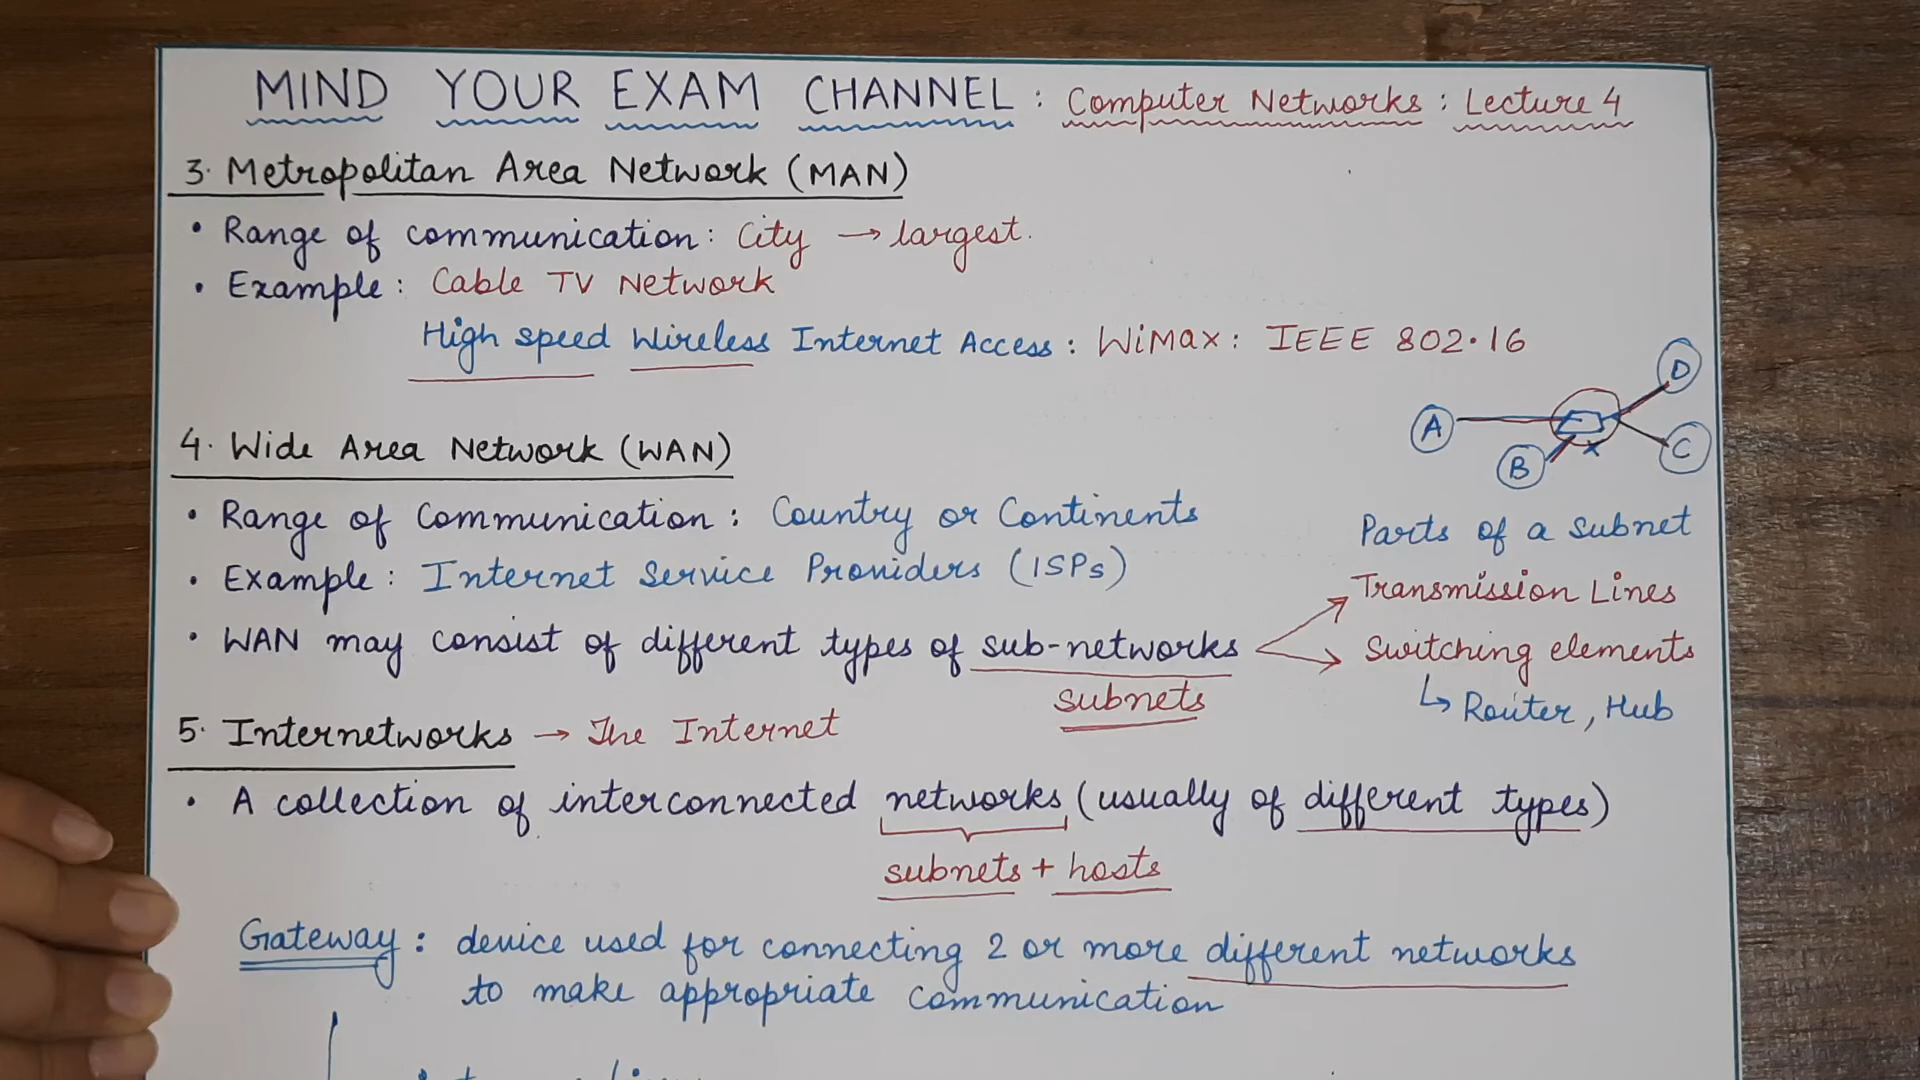 MIND YOUR EXAM CHANNEL : Computer Networks : Lecture 4
3. Metropolitan Area Network (MAN)
• Range of communication: City → largest.
• Example : Cable TV Network
High speed Wireless Internet Access : WiMax : IEEE 802.16
D
A
B
x
C
4. Wide Area Network (WAN)
• Range of Communication : Country or Continents
• Example : Internet Service Providers (ISPs)
• WAN may consist of different types of sub-networks
subnets
Parts of a subnet
Transmission Lines
Switching elements
↳ Router, Hub
5. Internetworks → The Internet
• A collection of interconnected networks (usually of different types)
subnets + hosts
Gateway : device used for connecting 2 or more different networks
to make appropriate communication